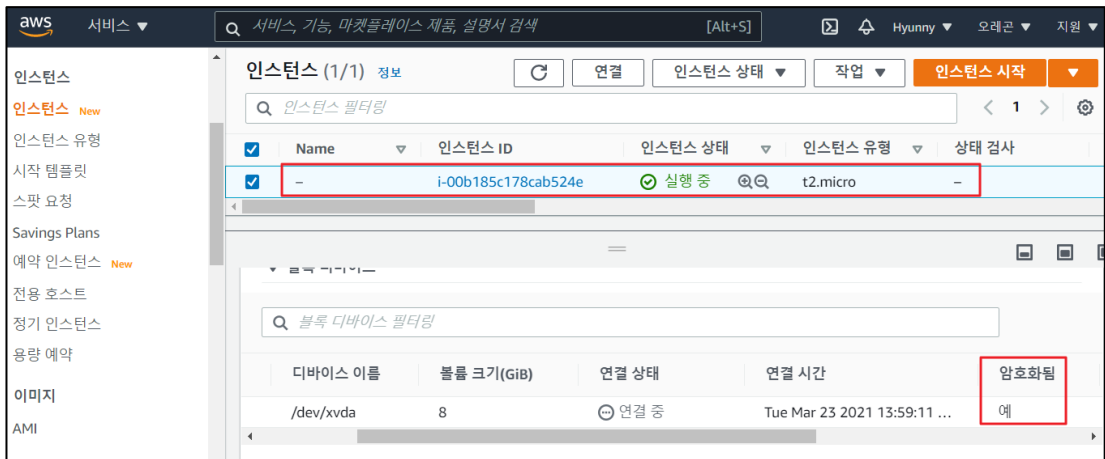 aws 서비스 ▼ 서비스, 기능, 마켓플레이스 제품, 설명서 검색 [Alt+S] Hyunny ▼ 오레곤 ▼ 지원 ▼
인스턴스
인스턴스 New
인스턴스 유형
시작 템플릿
스팟 요청
Savings Plans
예약 인스턴스 New
전용 호스트
정기 인스턴스
용량 예약
이미지
AMI
인스턴스 (1/1) 정보 연결 인스턴스 상태 ▼ 작업 ▼ 인스턴스 시작 ▼
인스턴스 필터링 < 1 >
Name 인스턴스 ID 인스턴스 상태 인스턴스 유형 상태 검사
– i-00b185c178cab524e 실행 중 t2.micro –
블록 디바이스 필터링
디바이스 이름 볼륨 크기(GiB) 연결 상태 연결 시간 암호화됨
/dev/xvda 8 연결 중 Tue Mar 23 2021 13:59:11 ... 예